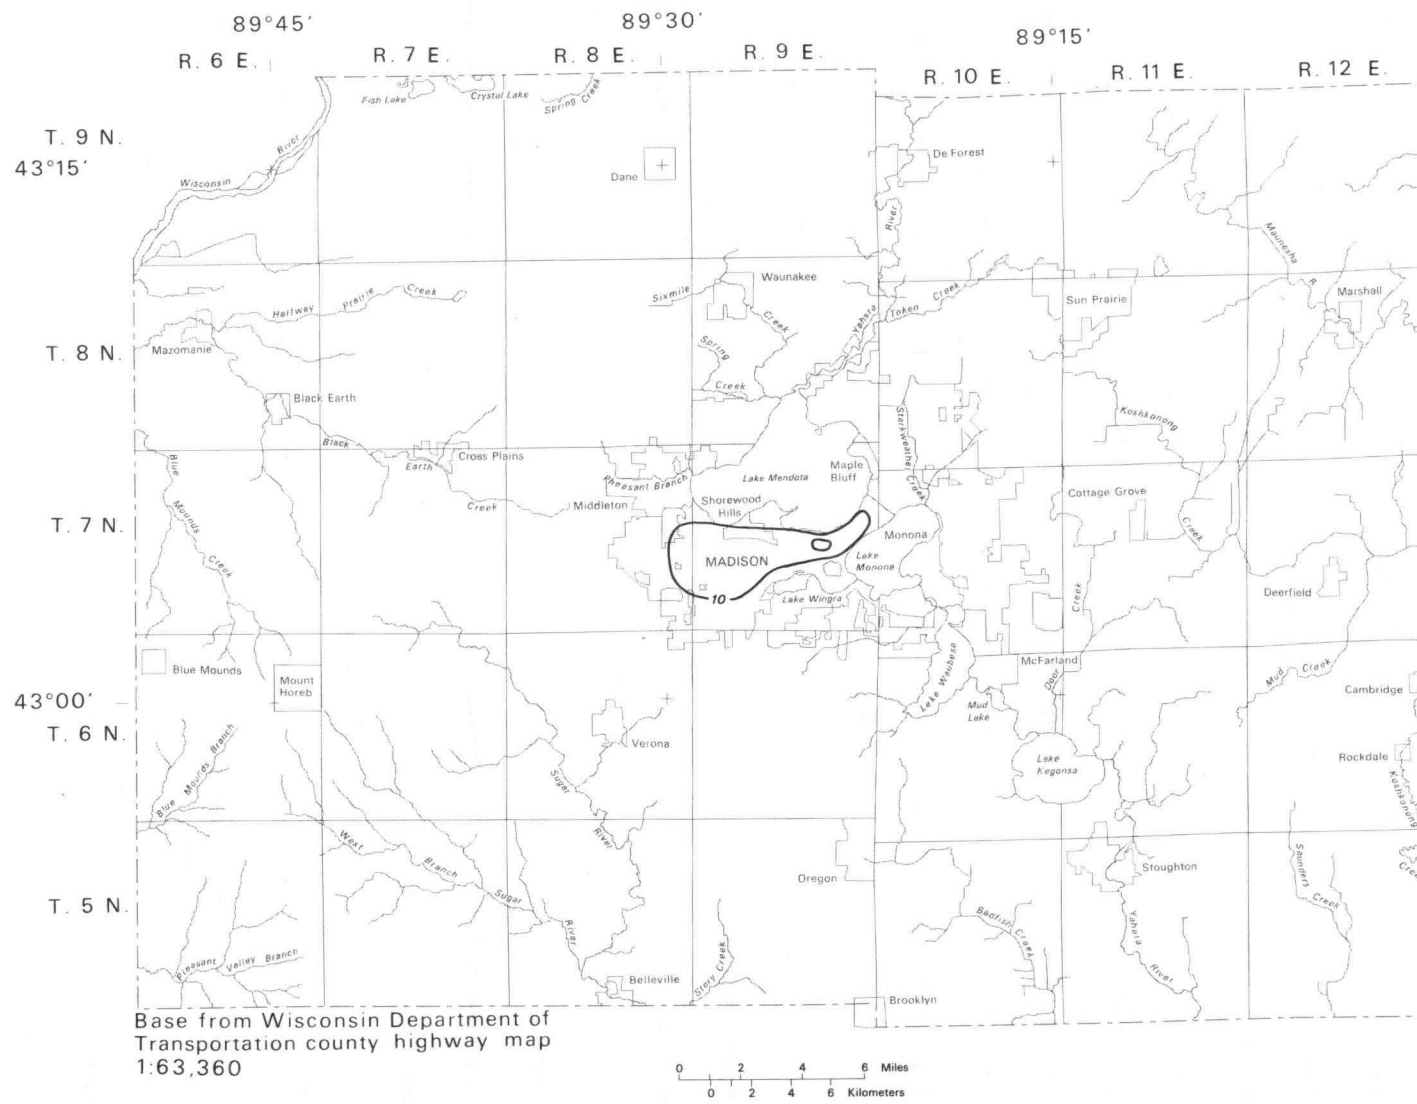 89°45′ 89°30′ 89°15′
R. 6 E. R. 7 E. R. 8 E. R. 9 E. R. 10 E. R. 11 E. R. 12 E.
Fish Lake
Crystal Lake
Spring Creek
T. 9 N.
43°15′
Wisconsin River
Dane
De Forest
River
Maunesha R
Halfway Prairie Creek
Sixmile Creek
Waunakee
Yahara
Token Creek
Sun Prairie
Marshall
T. 8 N.
Mazomanie
Spring
Creek
Black Earth
Starkweather Creek
Koshkonong
Black Earth Creek
Cross Plains
Blue Mounds Creek
Pheasant Branch
Lake Mendota
Maple
Bluff
Middleton
Shorewood
Hills
Cottage Grove
Creek
T. 7 N.
MADISON
Monona
Lake
Monona
10
Lake Wingra
Creek
Deerfield
Blue Mounds
Mount
Horeb
Lake Waubesa
McFarland
Door
Mud Creek
43°00′
Cambridge
Mud
Lake
T. 6 N.
Verona
Blue Mounds Branch
Sugar River
Lake
Kegonsa
Rockdale
Koshkonong
Cree
West Branch Sugar River
Oregon
Stoughton
Saunders Creek
T. 5 N.
Badfish Creek
Yahara River
Pleasant Valley Branch
Belleville
Story Creek
Brooklyn
Base from Wisconsin Department of
Transportation county highway map
1:63,360
0 2 4 6 Miles
0 2 4 6 Kilometers